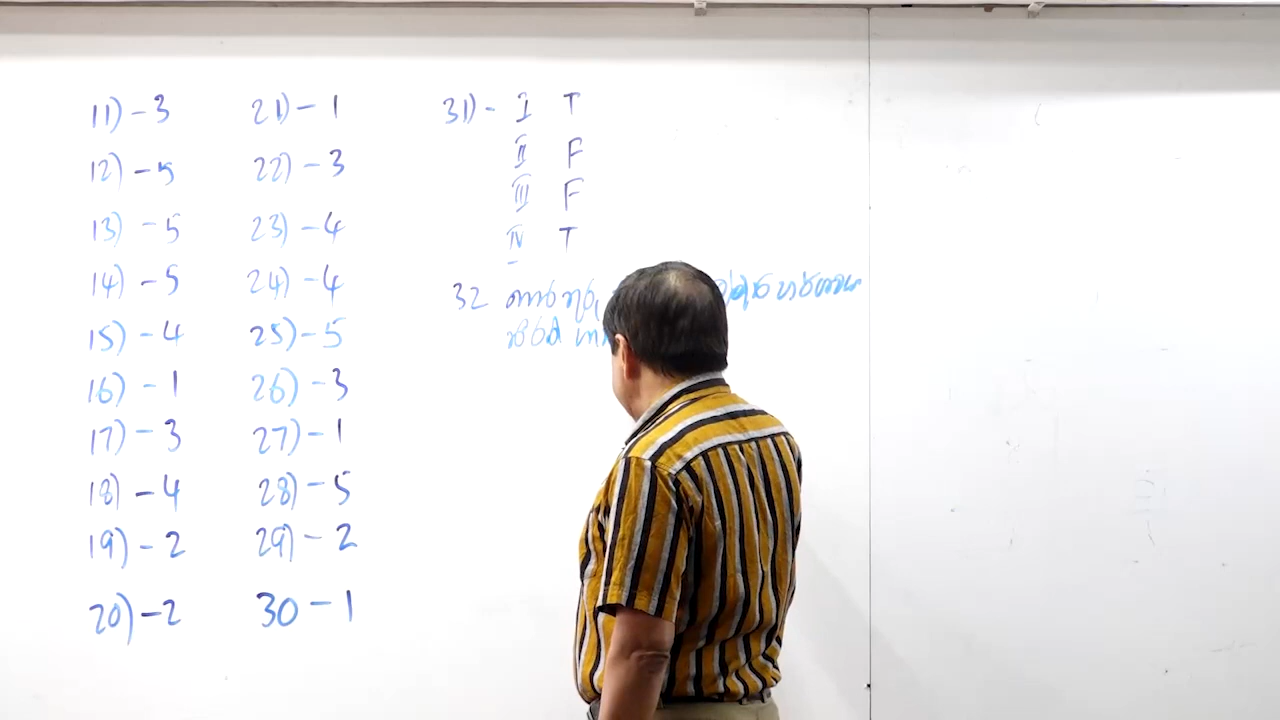 11) - 3
12) - 5
13) - 5
14) - 5
15) - 4
16) - 1
17) - 3
18) - 4
19) - 2
20) - 2
21) - 1
22) - 3
23) - 4
24) - 4
25) - 5
26) - 3
27) - 1
28) - 5
29) - 2
30 - 1
31) - I T
II F
III F
IV T
32